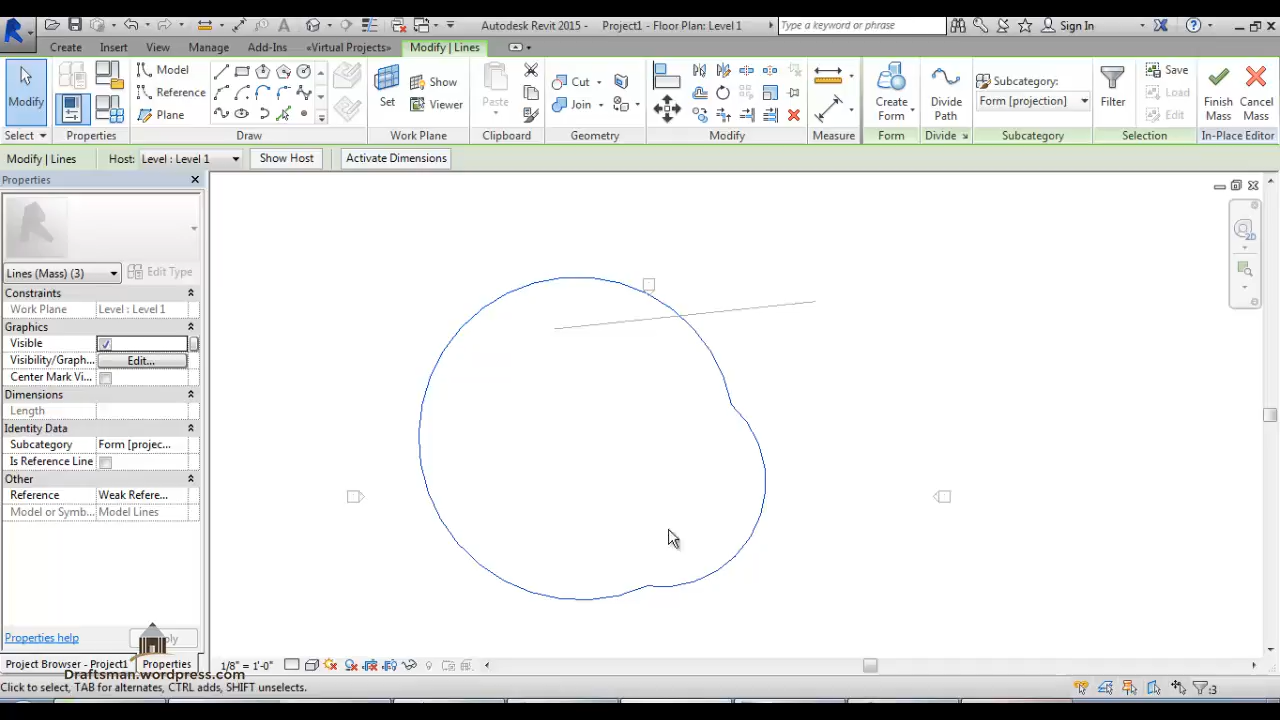 Autodesk Revit 2015 - Project1 - Floor Plan: Level 1
Type a keyword or phrase
Sign In
Create Insert View Manage Add-Ins «Virtual Projects» Modify | Lines
Modify
Model
Reference
Plane
Set
Show
Viewer
Paste
Cut
Join
Create Form
Divide Path
Subcategory:
Form [projection]
Filter
Save
Load
Edit
Finish Mass
Cancel Mass
Select Properties Draw Work Plane Clipboard Geometry Modify Measure Form Divide Subcategory Selection In-Place Editor
Modify | Lines Host: Level : Level 1 Show Host Activate Dimensions
Properties
Lines (Mass) (3) Edit Type
Constraints
Work Plane Level : Level 1
Graphics
Visible
Visibility/Graph... Edit...
Center Mark Vi...
Dimensions
Length
Identity Data
Subcategory Form [projec...
Is Reference Line
Other
Reference Weak Refere...
Model or Symb... Model Lines
2D
Properties help
Project Browser - Project1 Properties
1/8" = 1'-0"
Draftsman.wordpress.com
Click to select, TAB for alternates, CTRL adds, SHIFT unselects.
:3